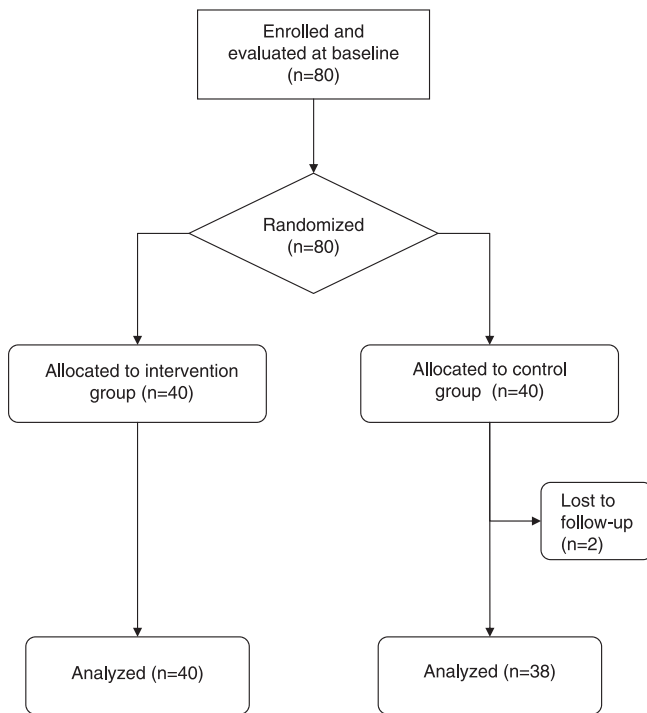 Enrolled and
evaluated at baseline
(n=80)
Randomized
(n=80)
Allocated to intervention
group (n=40)
Allocated to control
group (n=40)
Lost to
follow-up
(n=2)
Analyzed (n=40)
Analyzed (n=38)